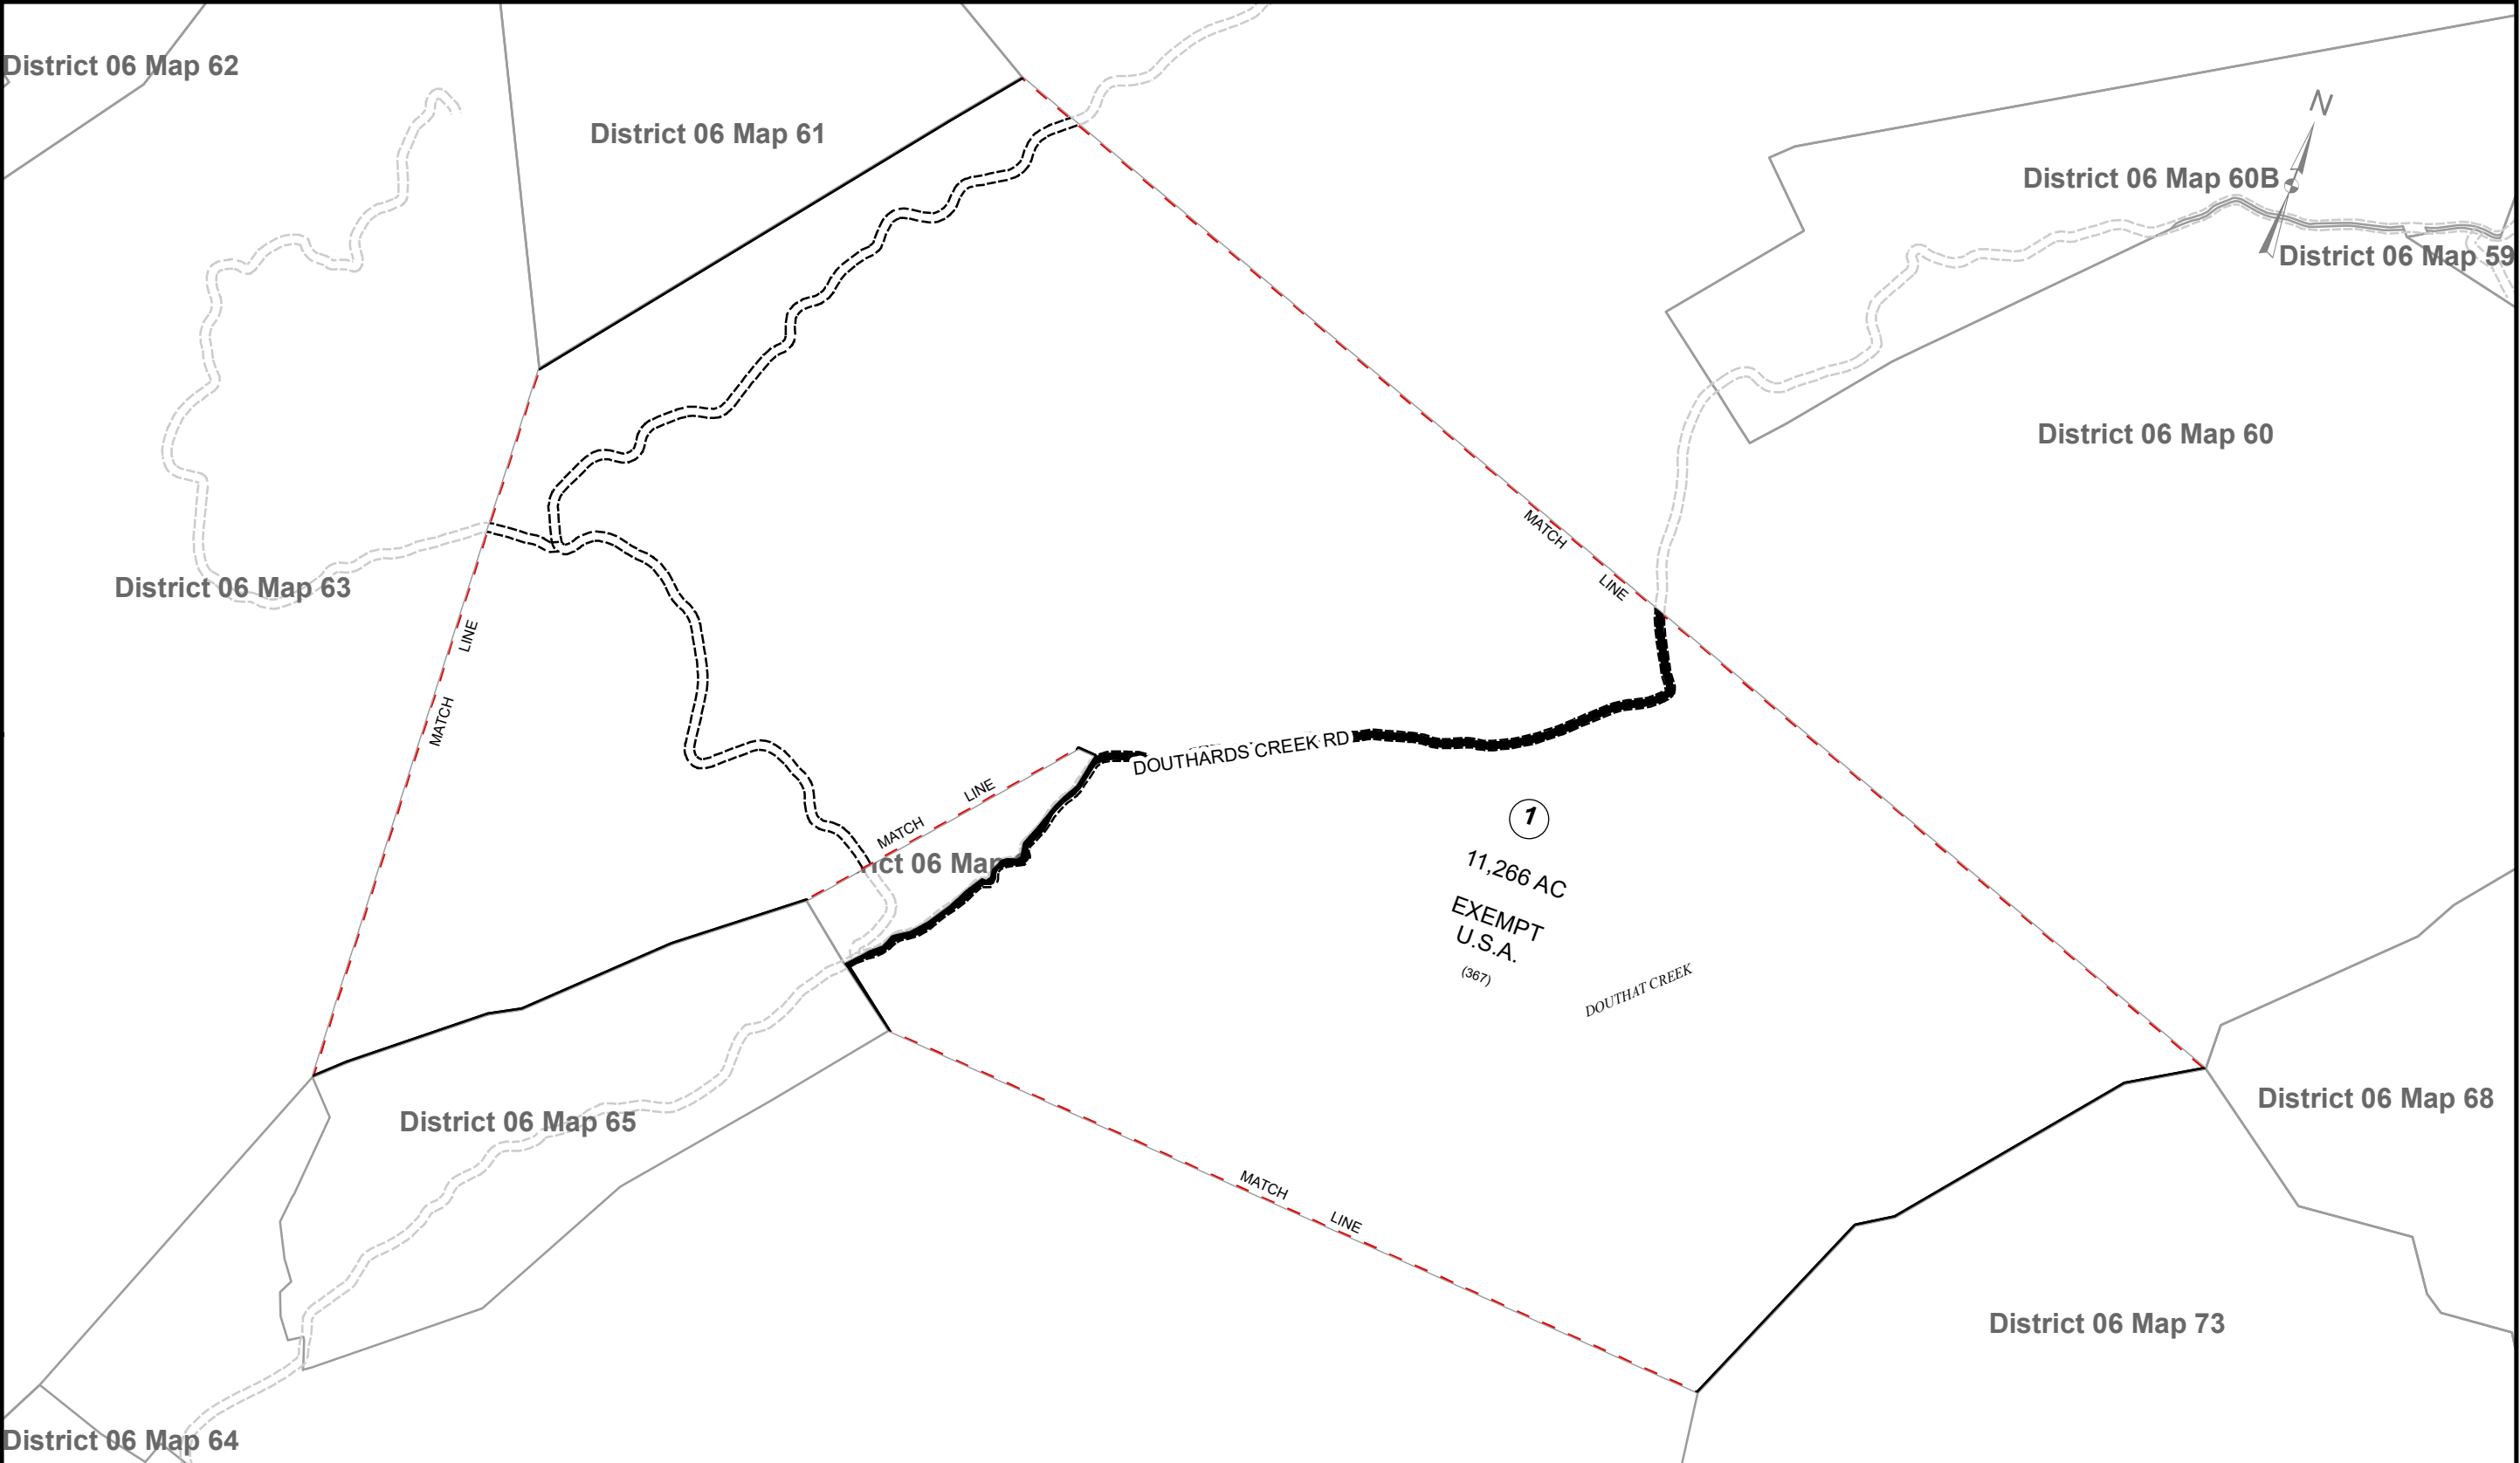 District 06 Map 62
District 06 Map 61
N
District 06 Map 60B
District 06 Map 59
District 06 Map 60
MATCH
LINE
District 06 Map 63
LINE
MATCH
DOUTHARDS CREEK RD
LINE
MATCH
ict 06 Map
1
11,266 AC
EXEMPT
U.S.A.
(367)
DOUTHAT CREEK
District 06 Map 65
District 06 Map 68
MATCH
LINE
District 06 Map 73
District 06 Map 64